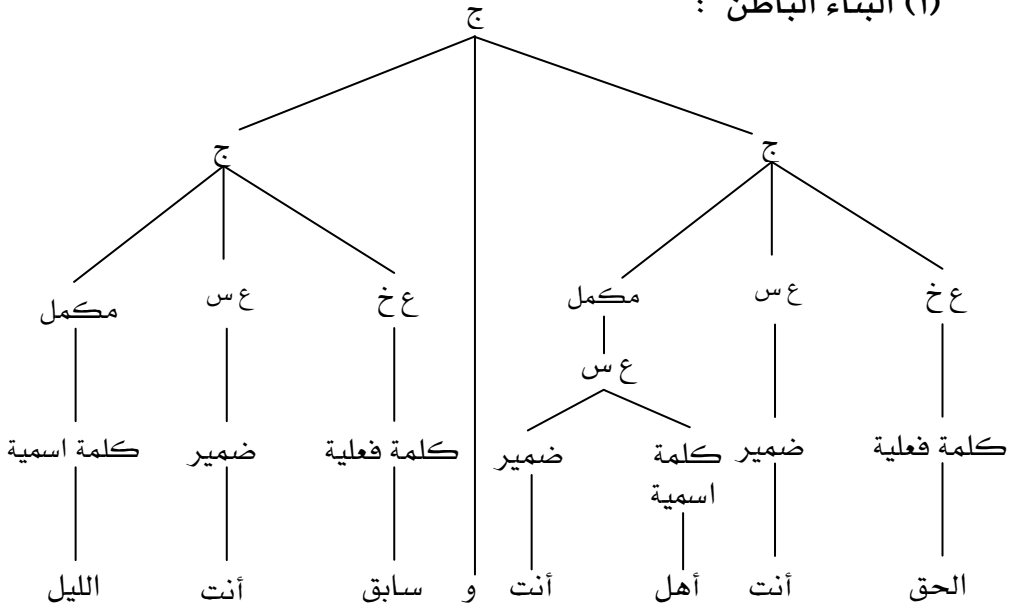 (١) البناء الباطن :
ج
ج ج
ع خ ع س مكمل ع خ ع س مكمل
ع س
كلمة فعلية ضمير كلمة ضمير كلمة فعلية ضمير كلمة اسمية
اسمية
الحق أنت أهل أنت و سابق أنت الليل